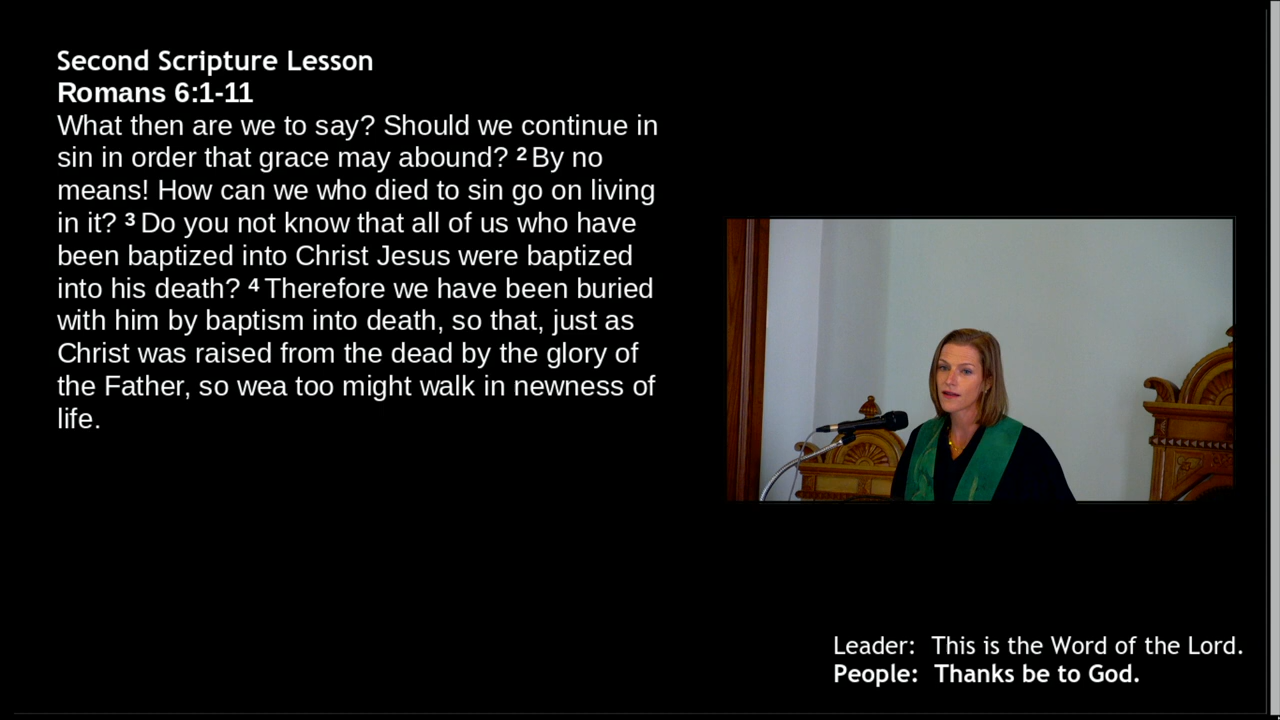 Second Scripture Lesson
Romans 6:1-11
What then are we to say? Should we continue in
sin in order that grace may abound? 2 By no
means! How can we who died to sin go on living
in it? 3 Do you not know that all of us who have
been baptized into Christ Jesus were baptized
into his death? 4 Therefore we have been buried
with him by baptism into death, so that, just as
Christ was raised from the dead by the glory of
the Father, so wea too might walk in newness of
life.
Leader: This is the Word of the Lord.
People: Thanks be to God.